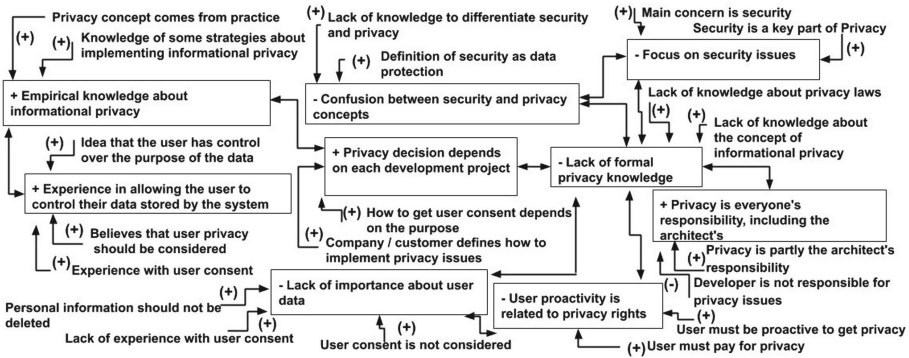 Privacy concept comes from practice
(+)
(+)
Knowledge of some strategies about
implementing informational privacy
+ Empirical knowledge about
informational privacy
Lack of knowledge to differentiate security
and privacy
(+)
(+)
Definition of security as data
protection
- Confusion between security and privacy
concepts
(+)
Main concern is security
Security is a key part of Privacy
(+)
- Focus on security issues
Lack of knowledge about privacy laws
(+)
(+)
Lack of knowledge about
the concept of
informational privacy
(+)
Idea that the user has control
over the purpose of the data
+ Experience in allowing the user to
control their data stored by the system
(+)
Believes that user privacy
should be considered
(+)
Experience with user consent
+ Privacy decision depends
on each development project
(+)
How to get user consent depends
on the purpose
(+)
Company / customer defines how to
implement privacy issues
- Lack of formal
privacy knowledge
+ Privacy is everyone's
responsibility, including the
architect's
(+)
Privacy is partly the architect's
responsibility
(-)
Developer is not responsible for
privacy issues
- Lack of importance about user
data
(+)
Personal information should not be
deleted
(+)
Lack of experience with user consent
(+)
User consent is not considered
- User proactivity is
related to privacy rights
(+)
User must be proactive to get privacy
(+)
User must pay for privacy